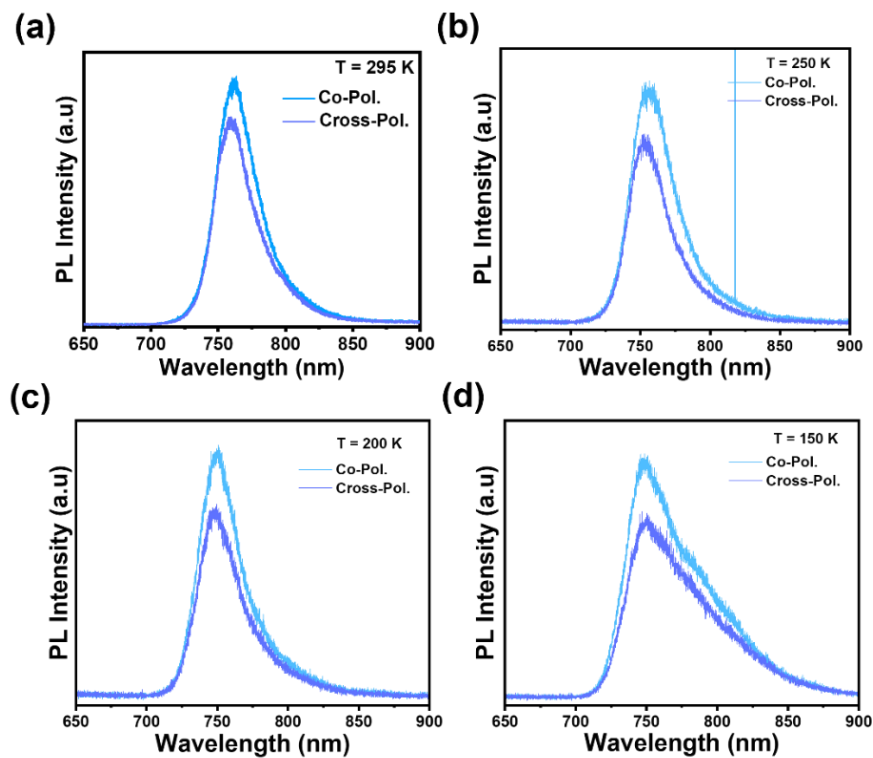 (a)
T = 295 K
Co-Pol.
Cross-Pol.
PL Intensity (a.u)
650 700 750 800 850 900
Wavelength (nm)
(b)
T = 250 K
Co-Pol.
Cross-Pol.
PL Intensity (a.u)
650 700 750 800 850 900
Wavelength (nm)
(c)
T = 200 K
Co-Pol.
Cross-Pol.
PL Intensity (a.u)
650 700 750 800 850 900
Wavelength (nm)
(d)
T = 150 K
Co-Pol.
Cross-Pol.
PL Intensity (a.u)
650 700 750 800 850 900
Wavelength (nm)